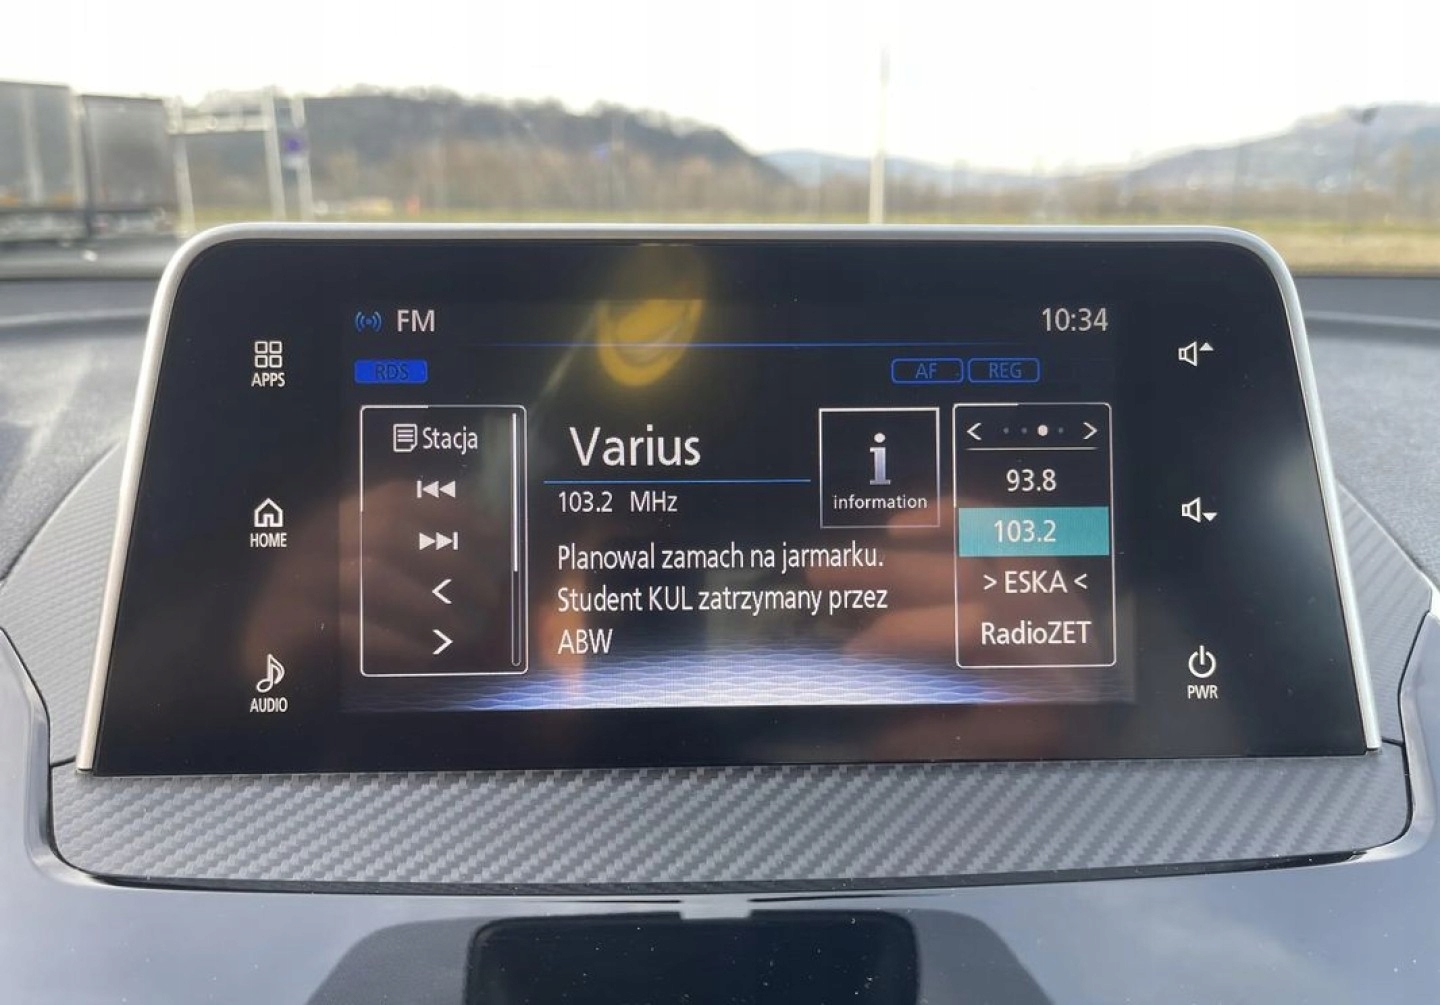 FM
10:34
RDS
AF
REG
APPS
HOME
AUDIO
Stacja
Varius
103.2 MHz
Planowal zamach na jarmarku.
Student KUL zatrzymany przez
ABW
i
information
93.8
103.2
> ESKA <
RadioZET
PWR